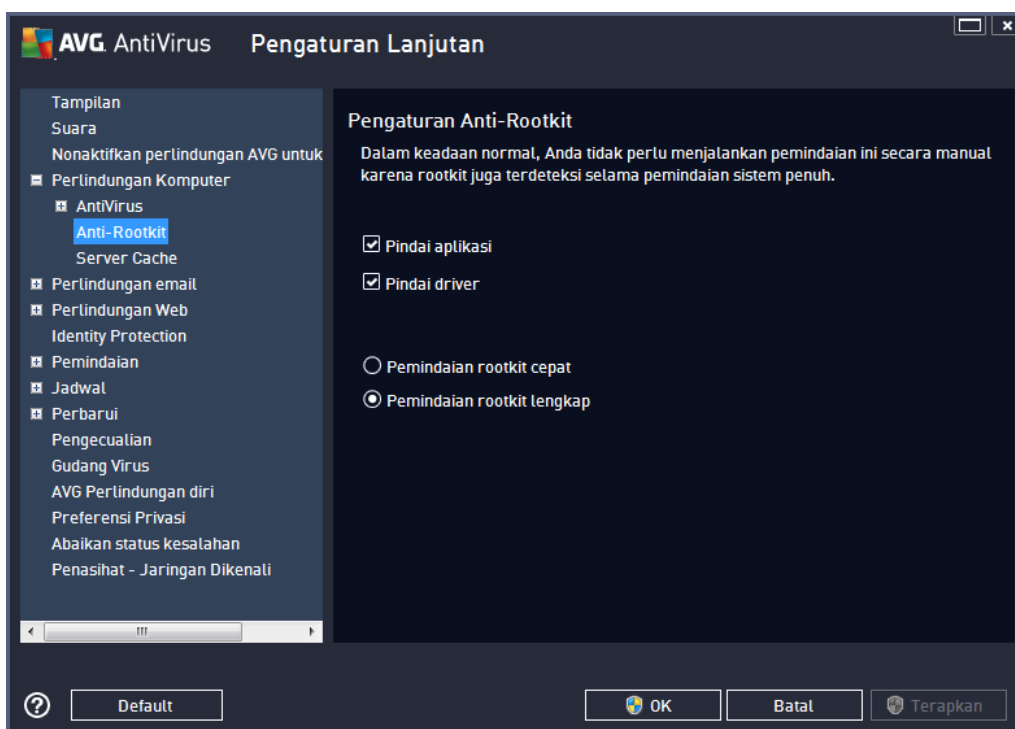 AVG. AntiVirus Pengaturan Lanjutan
Tampilan
Suara
Nonaktifkan perlindungan AVG untuk
Perlindungan Komputer
AntiVirus
Anti-Rootkit
Server Cache
Perlindungan email
Perlindungan Web
Identity Protection
Pemindaian
Jadwal
Perbarui
Pengecualian
Gudang Virus
AVG Perlindungan diri
Preferensi Privasi
Abaikan status kesalahan
Penasihat - Jaringan Dikenali
Pengaturan Anti-Rootkit
Dalam keadaan normal, Anda tidak perlu menjalankan pemindaian ini secara manual
karena rootkit juga terdeteksi selama pemindaian sistem penuh.
Pindai aplikasi
Pindai driver
Pemindaian rootkit cepat
Pemindaian rootkit lengkap
Default
OK
Batal
Terapkan